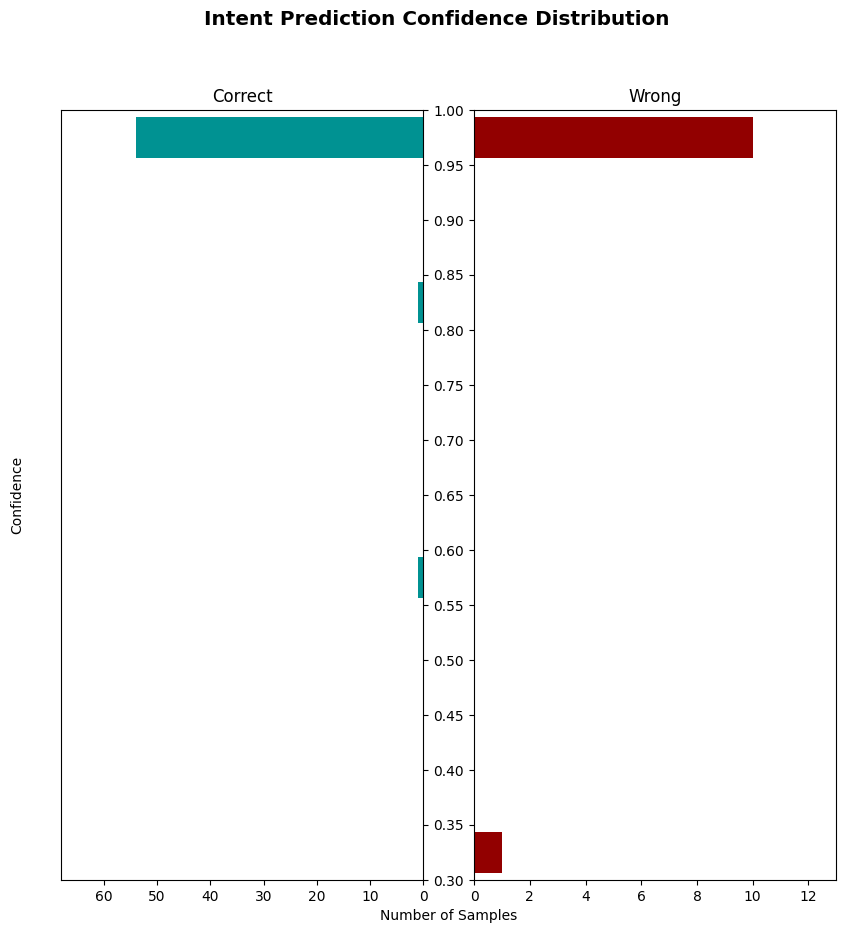 Intent Prediction Confidence Distribution
Correct
Wrong
1.00
0.95
0.90
0.85
0.80
0.75
0.70
0.65
0.60
0.55
0.50
0.45
0.40
0.35
0.30
Confidence
60 50 40 30 20 10 0
0 2 4 6 8 10 12
Number of Samples